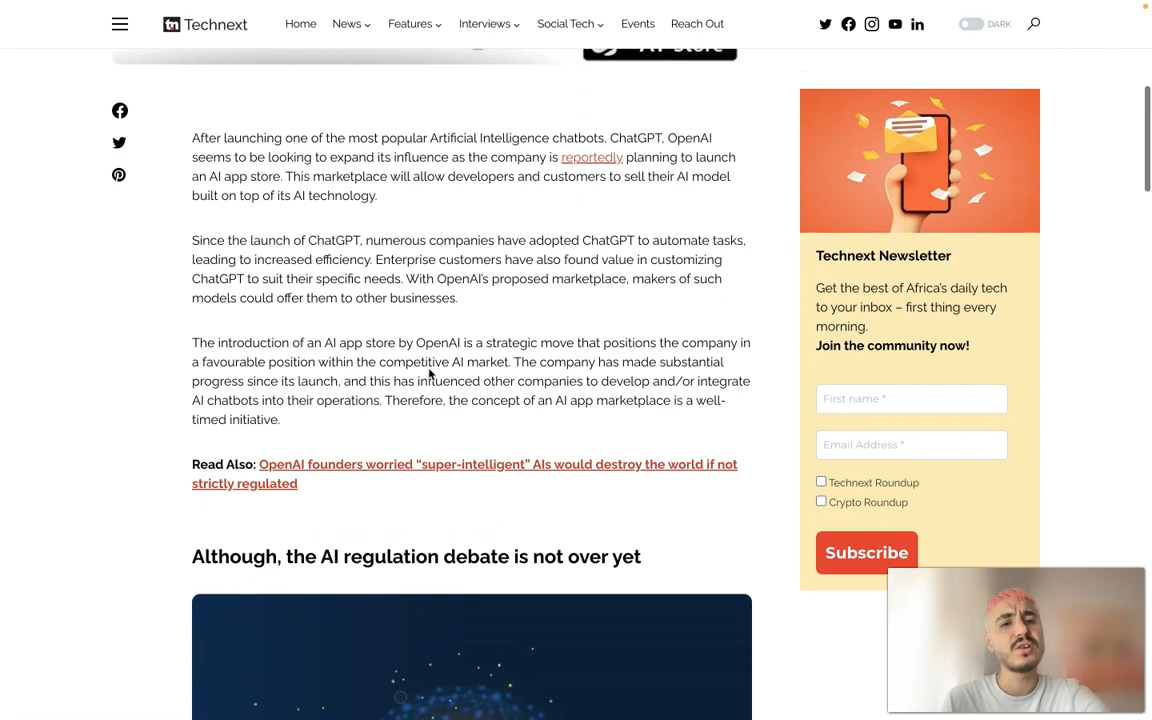 tn Technext
Home News Features Interviews Social Tech Events Reach Out
DARK
After launching one of the most popular Artificial Intelligence chatbots, ChatGPT, OpenAI
seems to be looking to expand its influence as the company is reportedly planning to launch
an AI app store. This marketplace will allow developers and customers to sell their AI model
built on top of its AI technology.
Since the launch of ChatGPT, numerous companies have adopted ChatGPT to automate tasks,
leading to increased efficiency. Enterprise customers have also found value in customizing
ChatGPT to suit their specific needs. With OpenAI's proposed marketplace, makers of such
models could offer them to other businesses.
The introduction of an AI app store by OpenAI is a strategic move that positions the company in
a favourable position within the competitive AI market. The company has made substantial
progress since its launch, and this has influenced other companies to develop and/or integrate
AI chatbots into their operations. Therefore, the concept of an AI app marketplace is a well-
timed initiative.
Read Also: OpenAI founders worried “super-intelligent” AIs would destroy the world if not
strictly regulated
Although, the AI regulation debate is not over yet
Technext Newsletter
Get the best of Africa's daily tech
to your inbox – first thing every
morning.
Join the community now!
First name *
Email Address *
Technext Roundup
Crypto Roundup
Subscribe